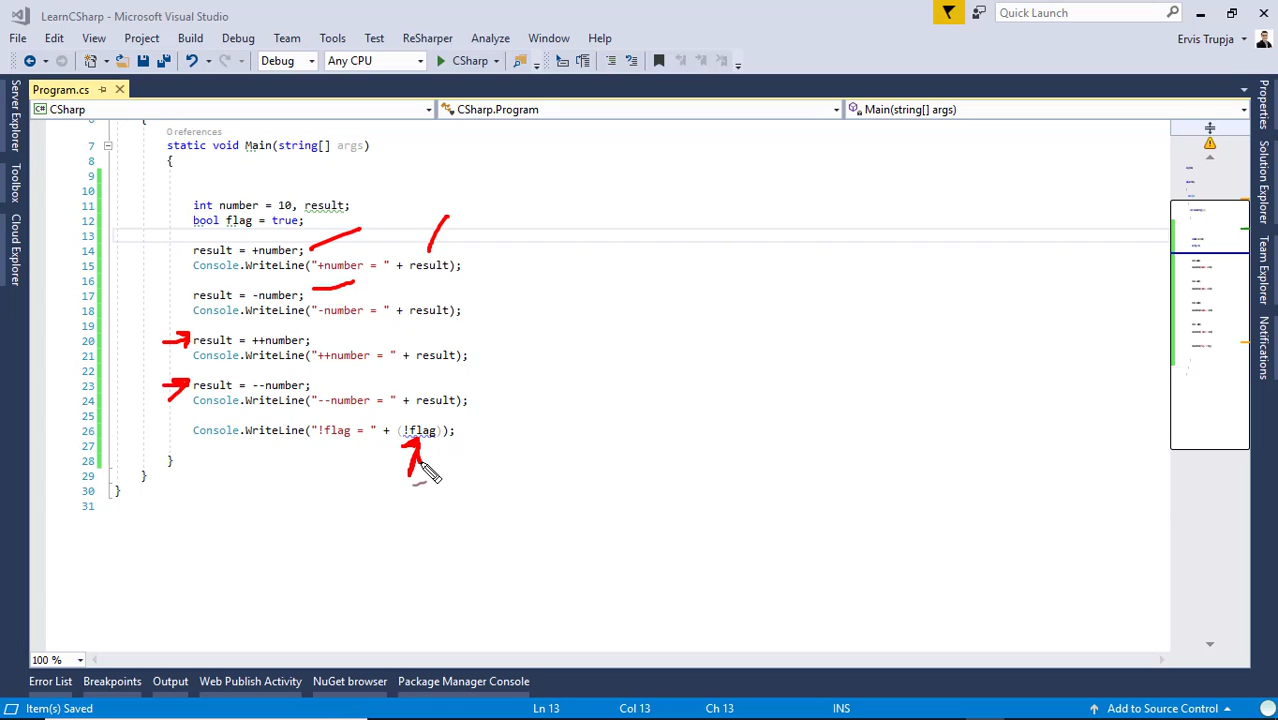 LearnCSharp - Microsoft Visual Studio
Quick Launch
File Edit View Project Build Debug Team Tools Test ReSharper Analyze Window Help
Ervis Trupja
Debug Any CPU CSharp
Program.cs
CSharp CSharp.Program Main(string[] args)
Server Explorer
Toolbox
Cloud Explorer
0 references
7 static void Main(string[] args)
8 {
9
10
11 int number = 10, result;
12 bool flag = true;
13
14 result = +number;
15 Console.WriteLine("+number = " + result);
16
17 result = -number;
18 Console.WriteLine("-number = " + result);
19
20 result = ++number;
21 Console.WriteLine("++number = " + result);
22
23 result = --number;
24 Console.WriteLine("--number = " + result);
25
26 Console.WriteLine("!flag = " + (!flag));
27
28 }
29 }
30 }
31
Properties
Solution Explorer
Team Explorer
Notifications
100 %
Error List Breakpoints Output Web Publish Activity NuGet browser Package Manager Console
Item(s) Saved Ln 13 Col 13 Ch 13 INS Add to Source Control